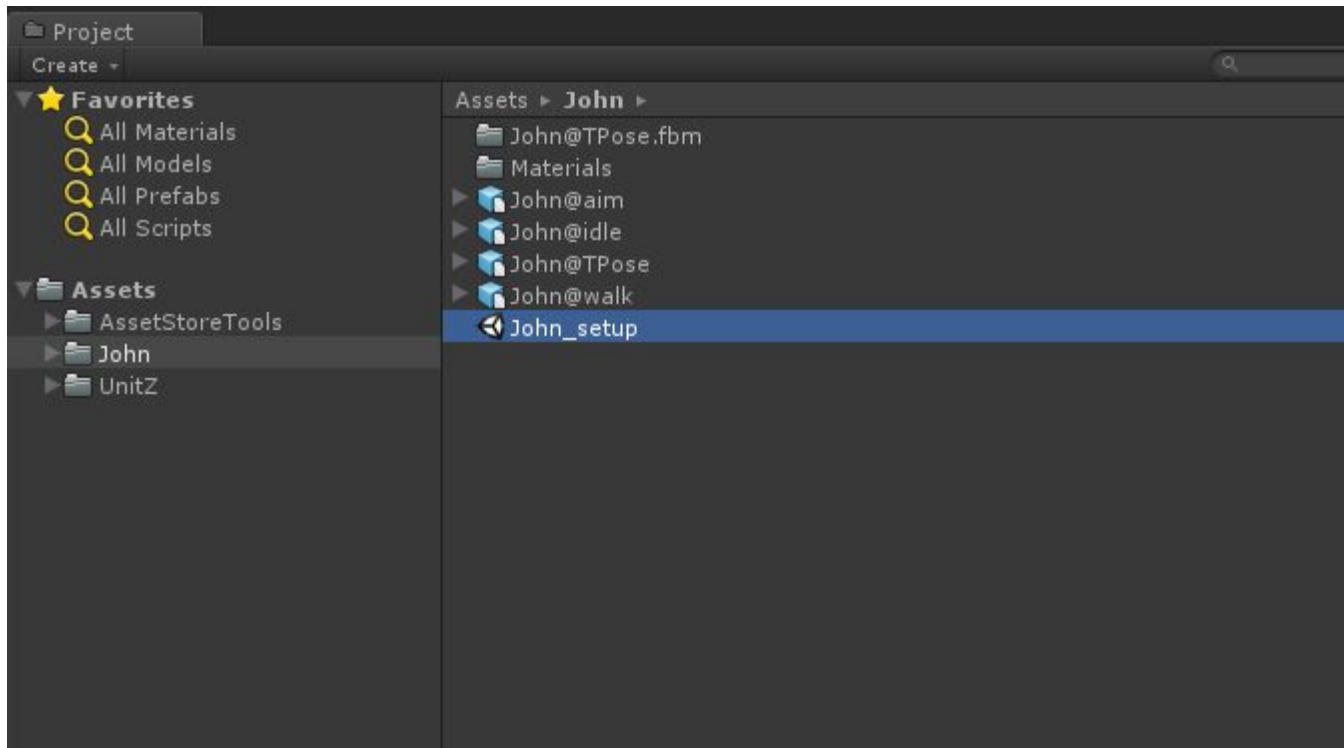 Project
Create
Favorites
All Materials
All Models
All Prefabs
All Scripts
Assets
AssetStoreTools
John
UnitZ
Assets ▸ John ▸
John@TPose.fbm
Materials
John@aim
John@idle
John@TPose
John@walk
John_setup